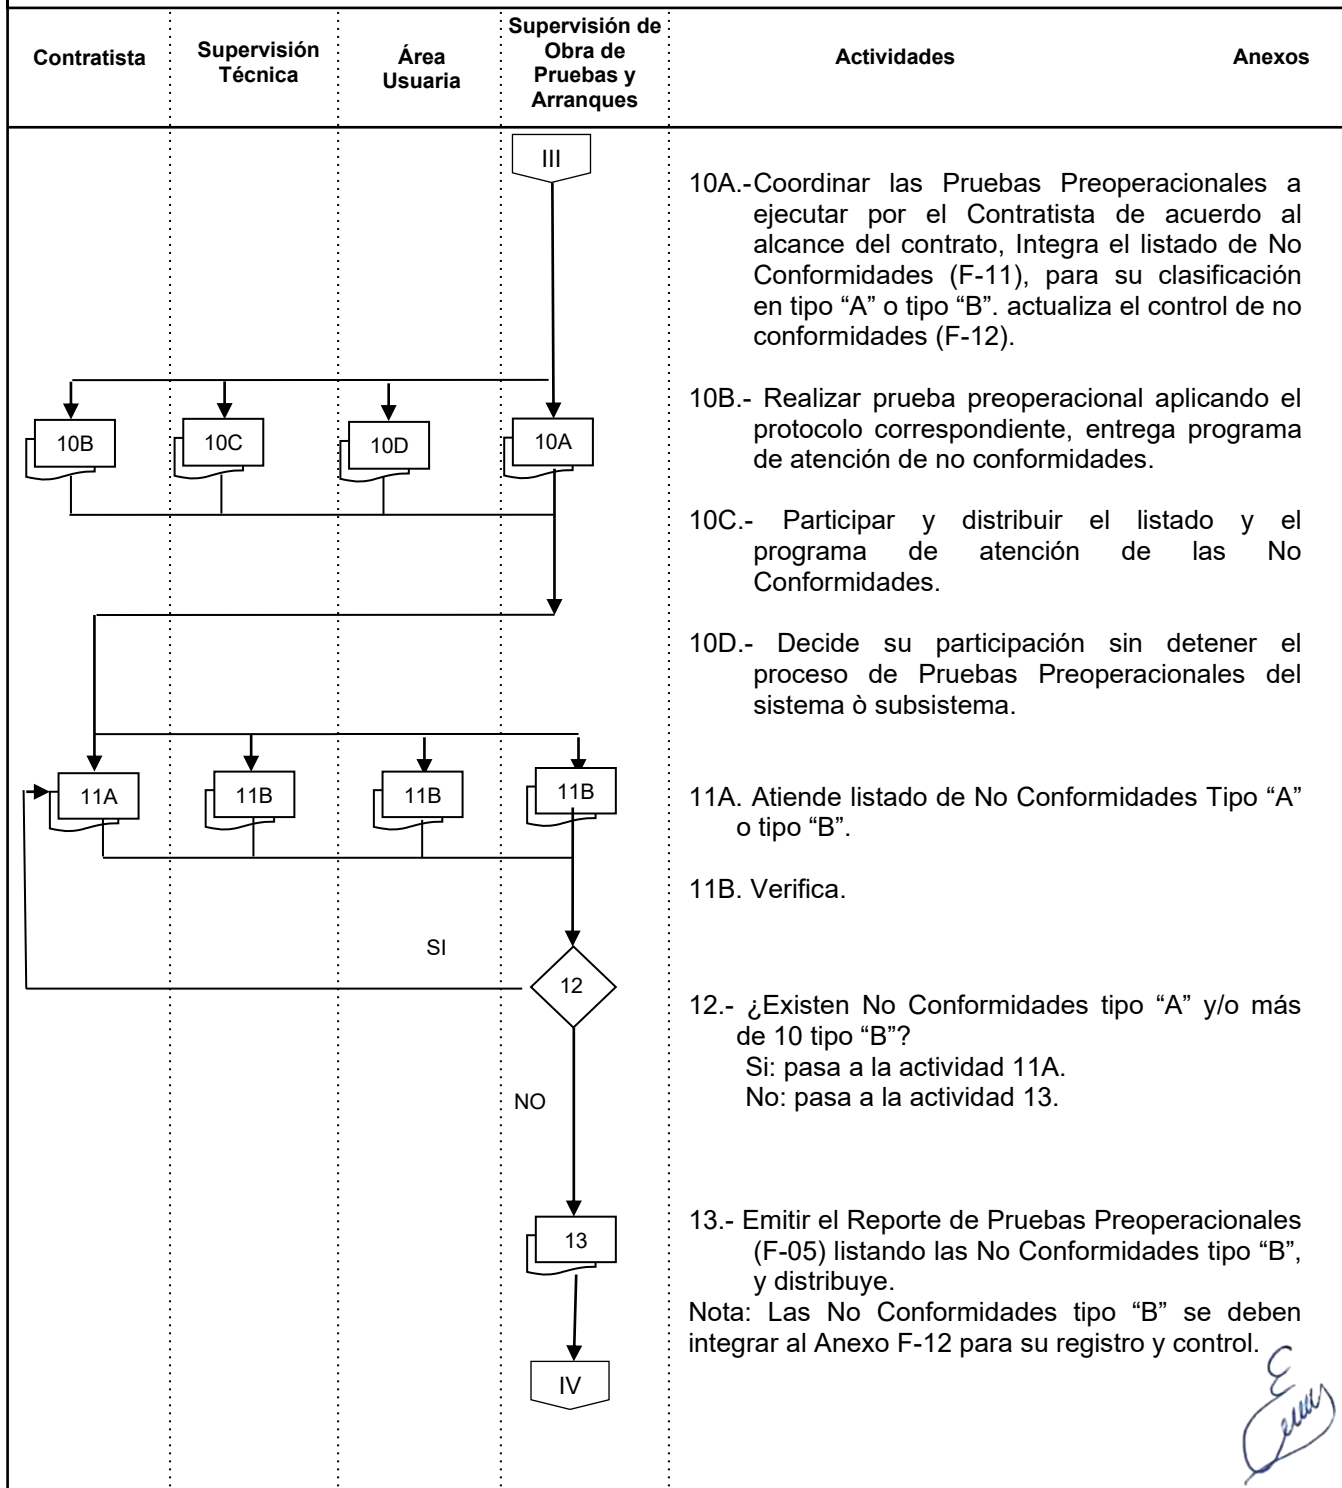 Contratista
Supervisión
Técnica
Área
Usuaria
Supervisión de
Obra de
Pruebas y
Arranques
Actividades
Anexos
III
10B
10C
10D
10A
11A
11B
11B
11B
SI
12
NO
13
IV
10A.-Coordinar las Pruebas Preoperacionales a
ejecutar por el Contratista de acuerdo al
alcance del contrato, Integra el listado de No
Conformidades (F-11), para su clasificación
en tipo “A” o tipo “B”. actualiza el control de no
conformidades (F-12).
10B.- Realizar prueba preoperacional aplicando el
protocolo correspondiente, entrega programa
de atención de no conformidades.
10C.- Participar y distribuir el listado y el
programa de atención de las No
Conformidades.
10D.- Decide su participación sin detener el
proceso de Pruebas Preoperacionales del
sistema ò subsistema.
11A. Atiende listado de No Conformidades Tipo “A”
o tipo “B”.
11B. Verifica.
12.- ¿Existen No Conformidades tipo “A” y/o más
de 10 tipo “B”?
Si: pasa a la actividad 11A.
No: pasa a la actividad 13.
13.- Emitir el Reporte de Pruebas Preoperacionales
(F-05) listando las No Conformidades tipo “B”,
y distribuye.
Nota: Las No Conformidades tipo “B” se deben
integrar al Anexo F-12 para su registro y control.